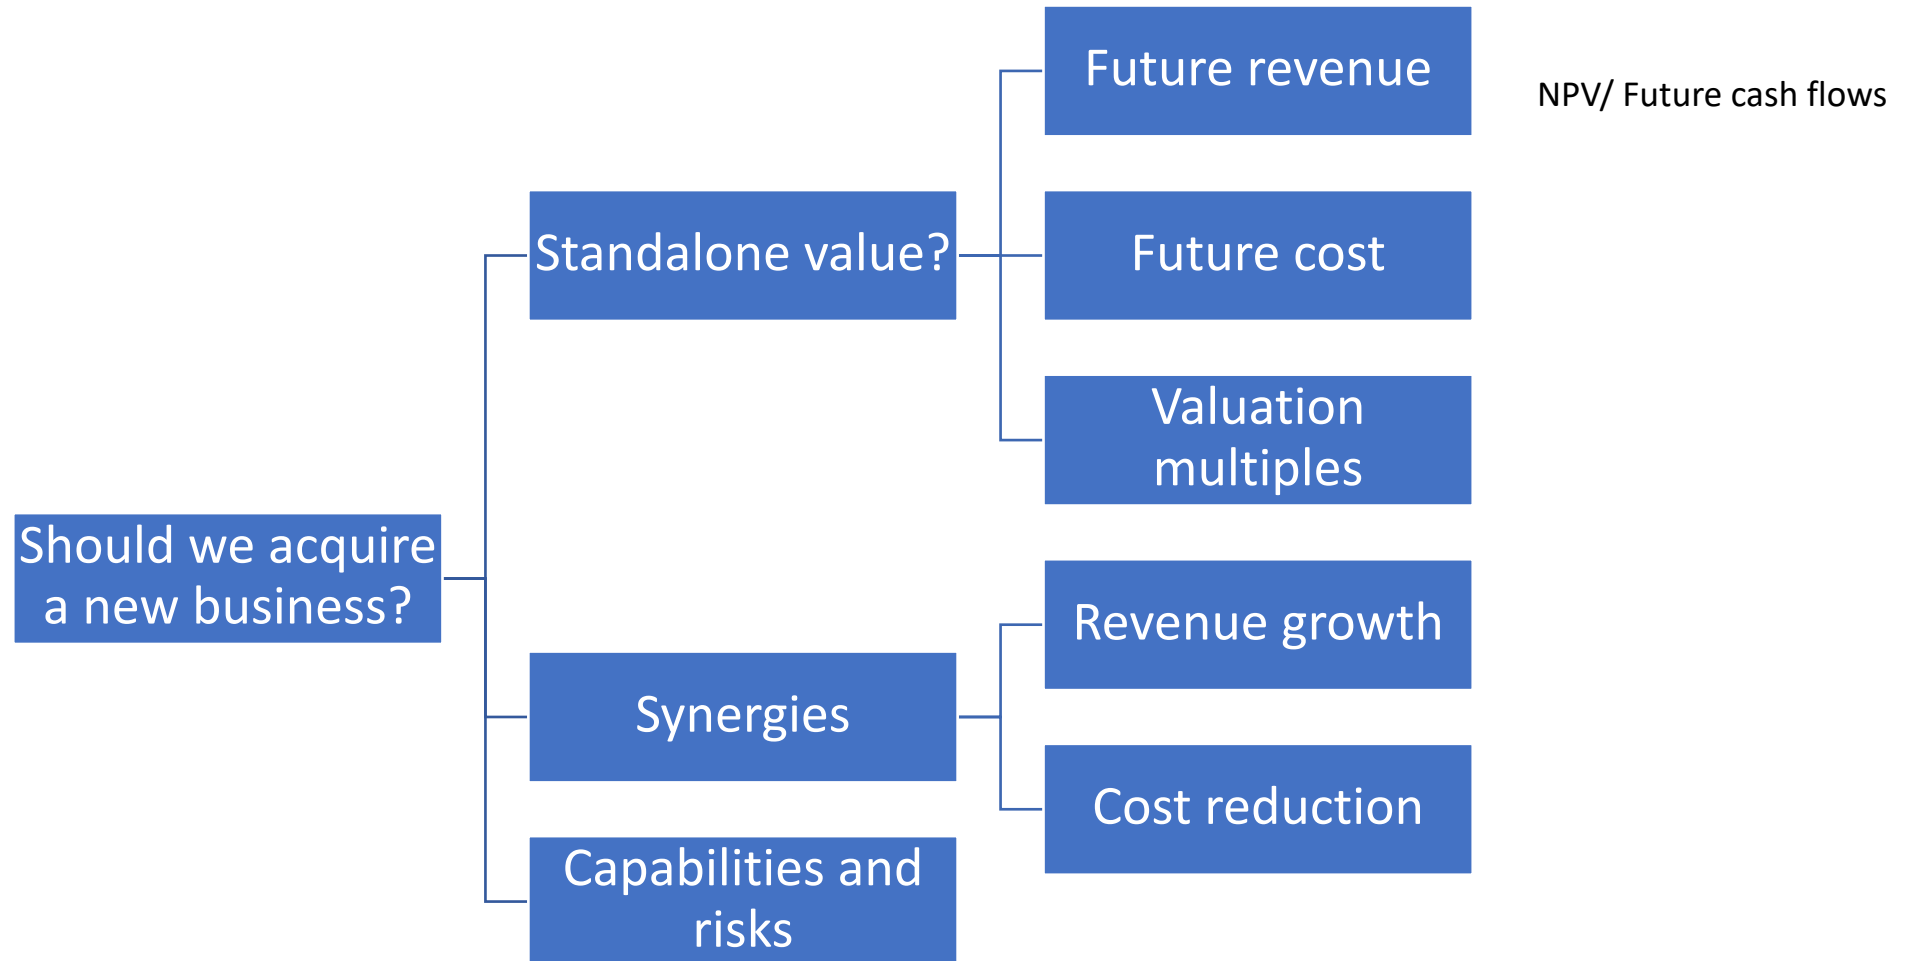 Should we acquire
a new business?
Standalone value?
Future revenue
NPV/ Future cash flows
Future cost
Valuation
multiples
Synergies
Revenue growth
Cost reduction
Capabilities and
risks